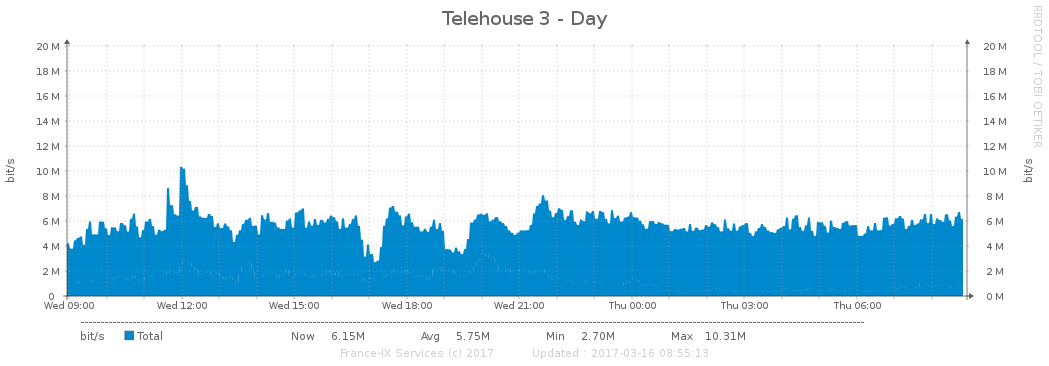 Telehouse 3 - Day
RRDTOOL / TOBI OETIKER
20 M 20 M
18 M 18 M
16 M 16 M
14 M 14 M
12 M 12 M
10 M 10 M
8 M 8 M
6 M 6 M
4 M 4 M
2 M 2 M
0 0 M
bit/s bit/s
Wed 09:00 Wed 12:00 Wed 15:00 Wed 18:00 Wed 21:00 Thu 00:00 Thu 03:00 Thu 06:00
bit/s Total Now 6.15M Avg 5.75M Min 2.70M Max 10.31M
France-IX Services (c) 2017 Updated : 2017-03-16 08:55:13